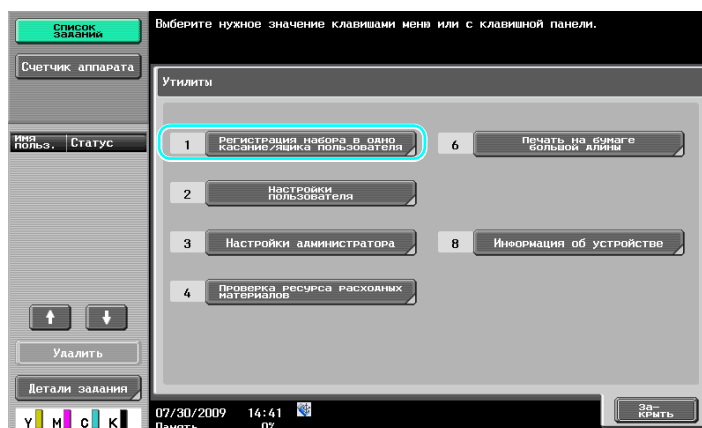 Список
заданий
Выберите нужное значение клавишами меню или с клавишной панели.
Счетчик аппарата
Утилиты
Имя
польз.
Статус
1
Регистрация набора в одно
касание/ящика пользователя
6
Печать на бумаге
большой длины
2
Настройки
пользователя
3
Настройки администратора
8
Информация об устройстве
4
Проверка ресурса расходных
материалов
Удалить
Детали задания
07/30/2009 14:41
За-
крыть
Y M C K
Память 0%